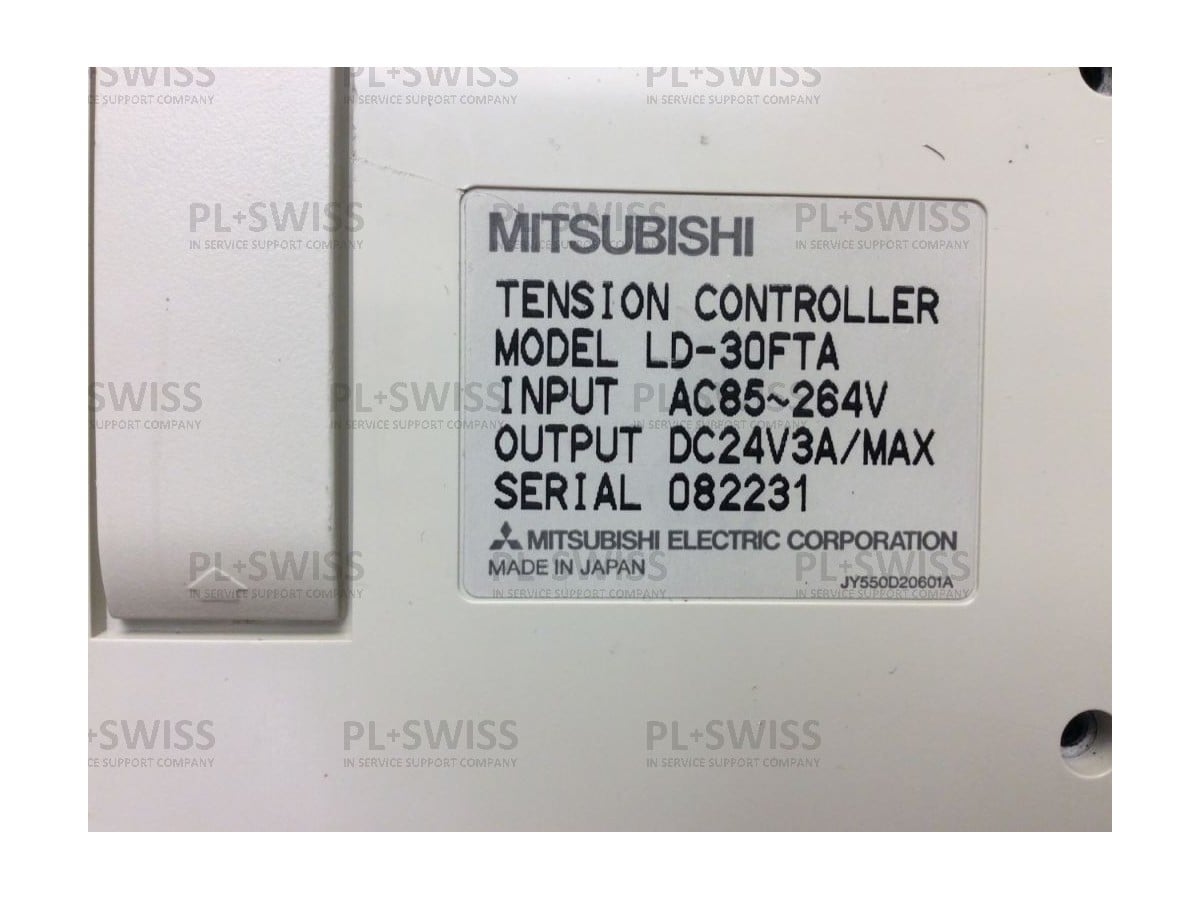 MITSUBISHI
TENSION CONTROLLER
MODEL LD-30FTA
INPUT AC85~264V
OUTPUT DC24V3A/MAX
SERIAL 082231
MITSUBISHI ELECTRIC CORPORATION
MADE IN JAPAN
JY550D20601A
PL+SWISS
IN SERVICE SUPPORT COMPANY